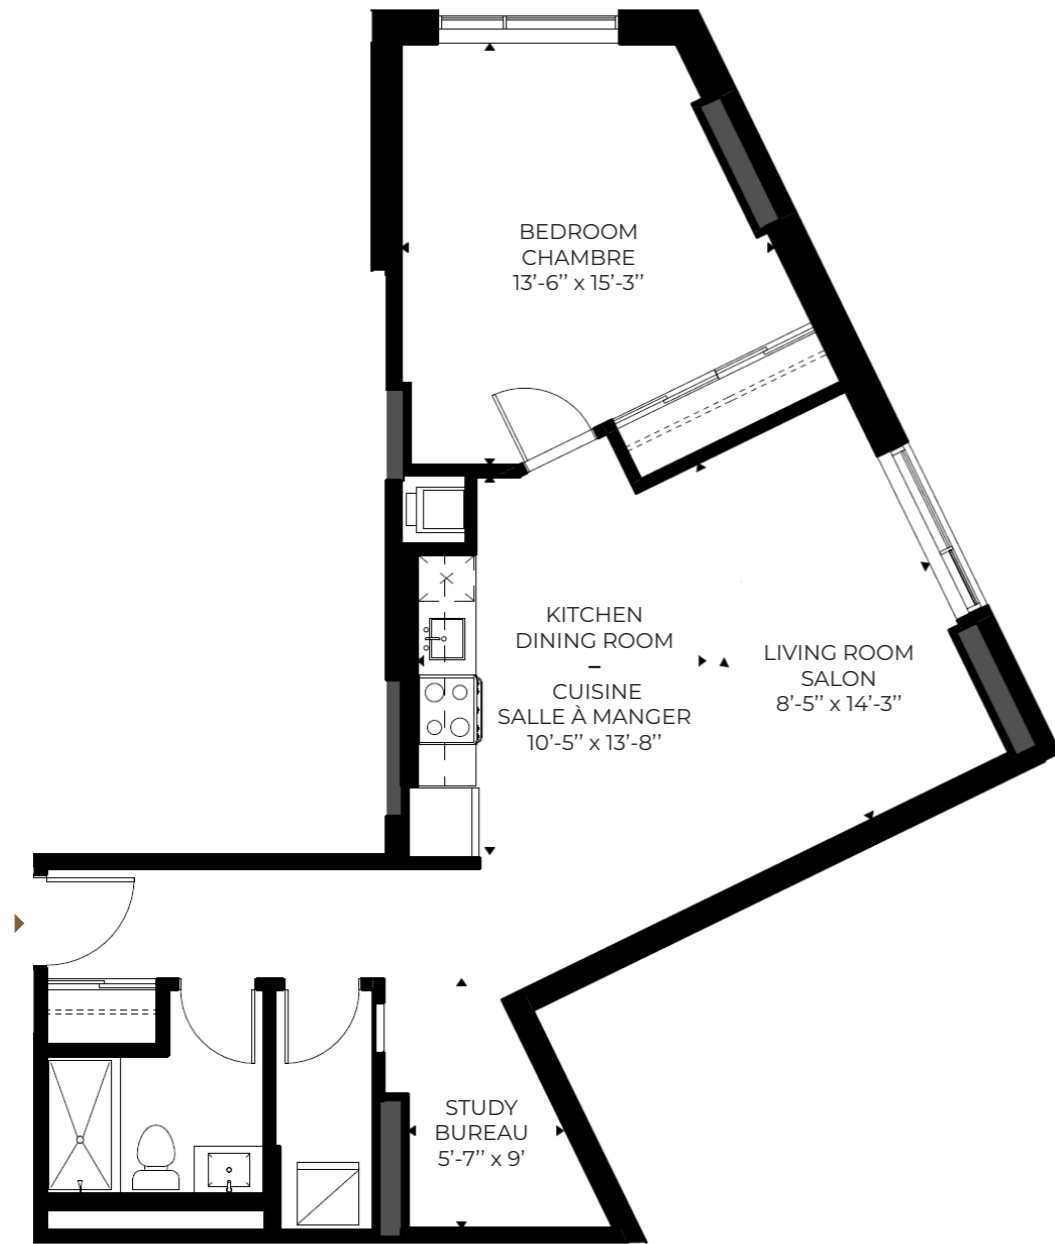 BEDROOM
CHAMBRE
13’-6’’ x 15’-3’’
KITCHEN
DINING ROOM
–
CUISINE
SALLE À MANGER
10’-5’’ x 13’-8’’
LIVING ROOM
SALON
8’-5’’ x 14’-3’’
STUDY
BUREAU
5’-7’’ x 9’